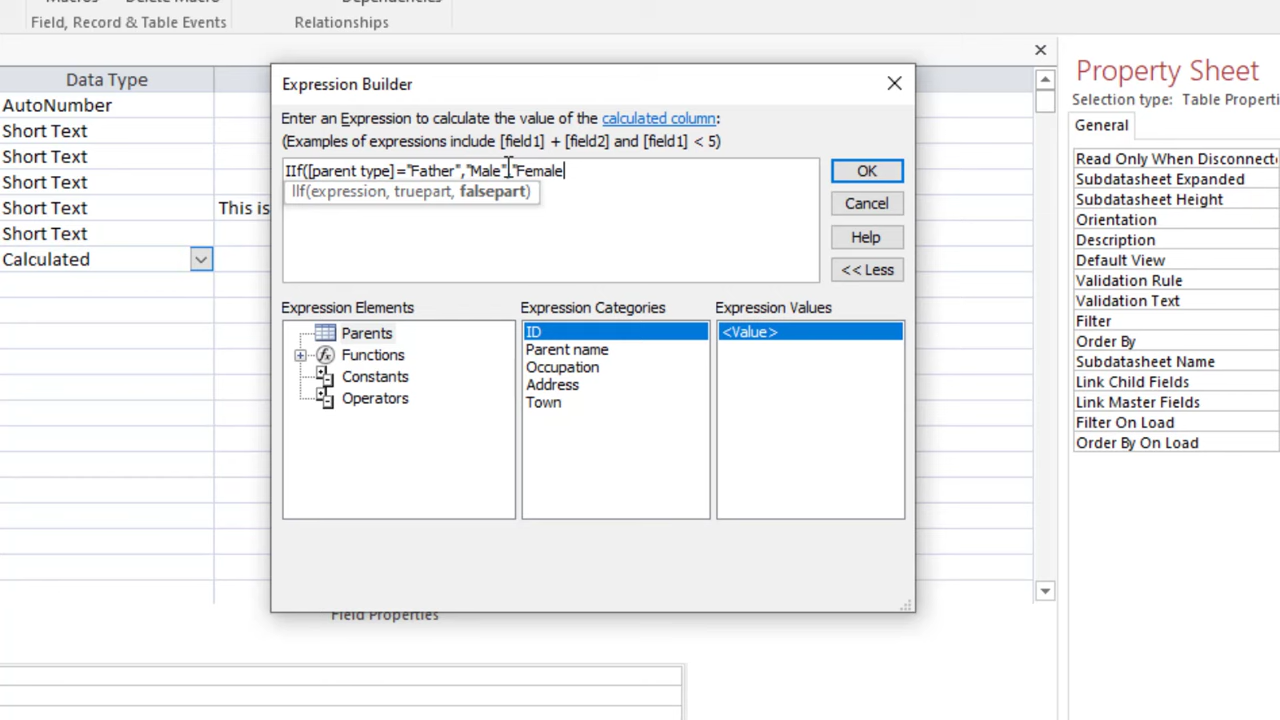 Field, Record & Table Events
Relationships
Data Type
AutoNumber
Short Text
Short Text
Short Text
Short Text
This is
Short Text
Calculated
Expression Builder
Enter an Expression to calculate the value of the calculated column:
(Examples of expressions include [field1] + [field2] and [field1] < 5)
IIf([parent type]="Father","Male","Female
IIf(expression, truepart, falsepart)
OK
Cancel
Help
<< Less
Expression Elements
Parents
Functions
Constants
Operators
Expression Categories
ID
Parent name
Occupation
Address
Town
Expression Values
<Value>
Field Properties
Property Sheet
Selection type: Table Properti
General
Read Only When Disconnect
Subdatasheet Expanded
Subdatasheet Height
Orientation
Description
Default View
Validation Rule
Validation Text
Filter
Order By
Subdatasheet Name
Link Child Fields
Link Master Fields
Filter On Load
Order By On Load